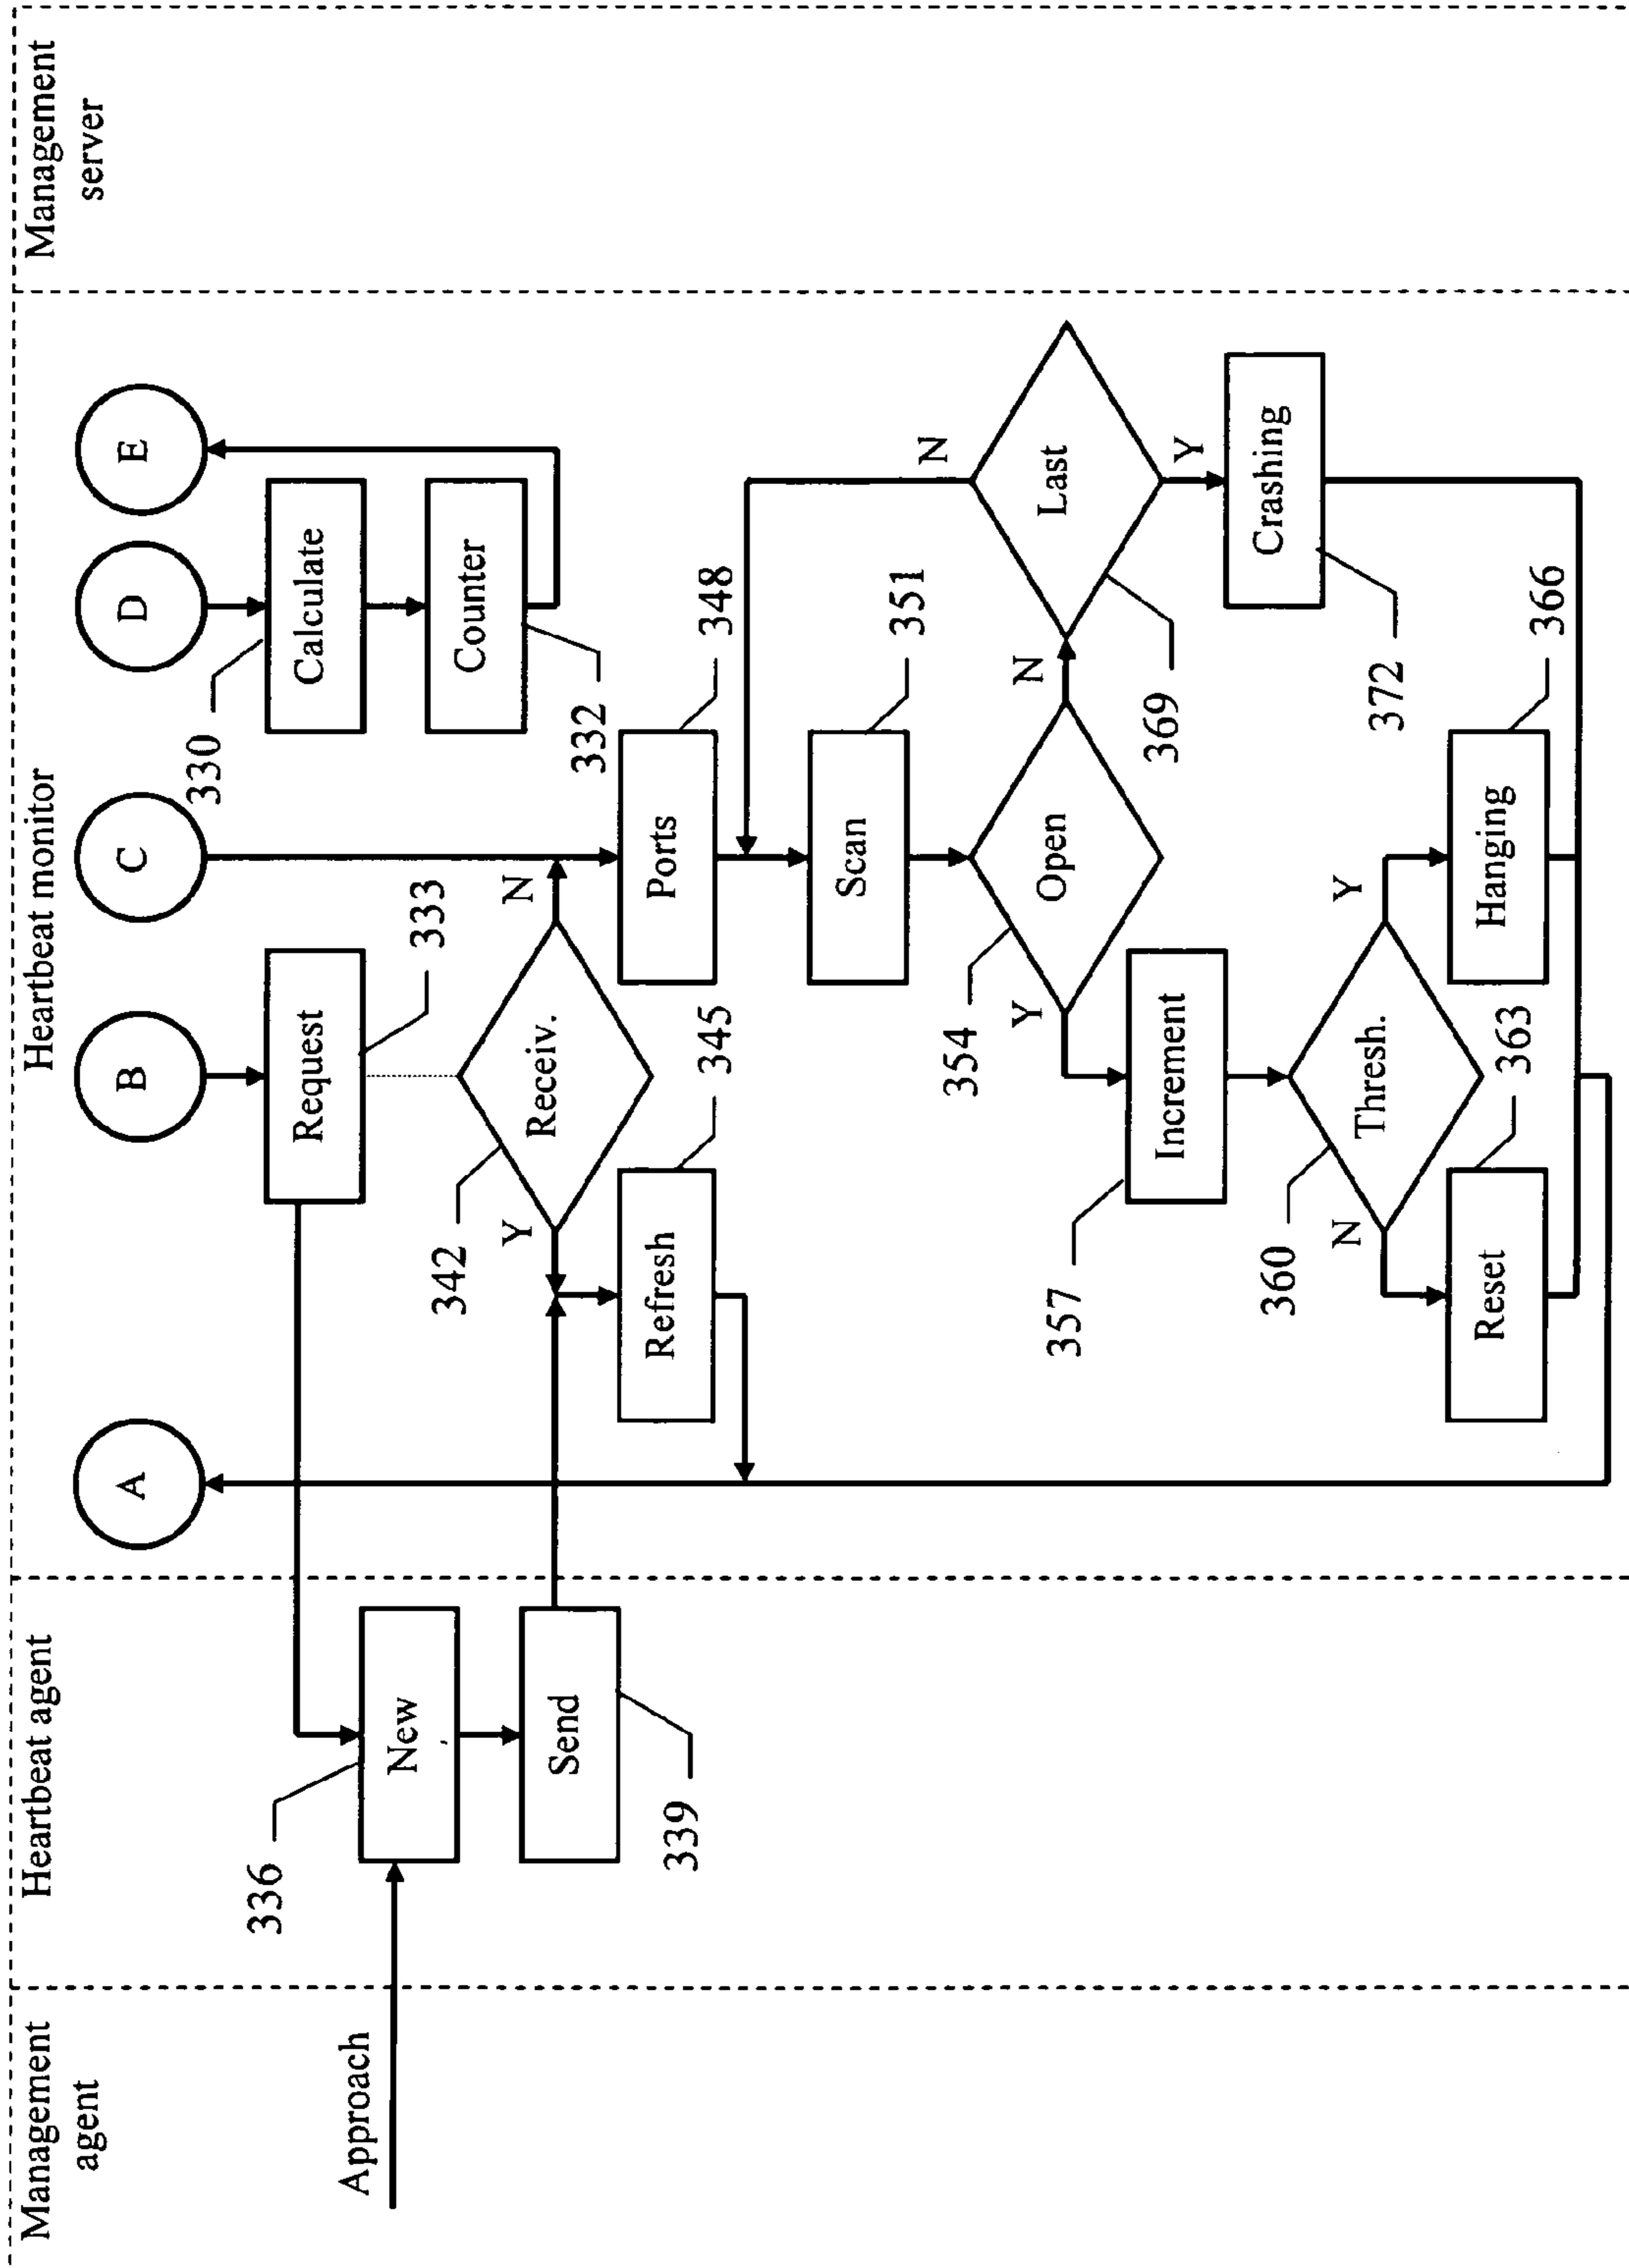 Management
agent
Heartbeat agent
Heartbeat monitor
Management
server
A
B
C
D
E
Approach
336
New
Send
339
Request
333
330
Calculate
Counter
332
342
Receiv.
Y
N
Refresh
345
Ports
348
Scan
351
354
Open
Y
N
Last
369
N
Y
Crashing
372
357
Increment
360
Thresh.
N
Y
Reset
363
Hanging
366